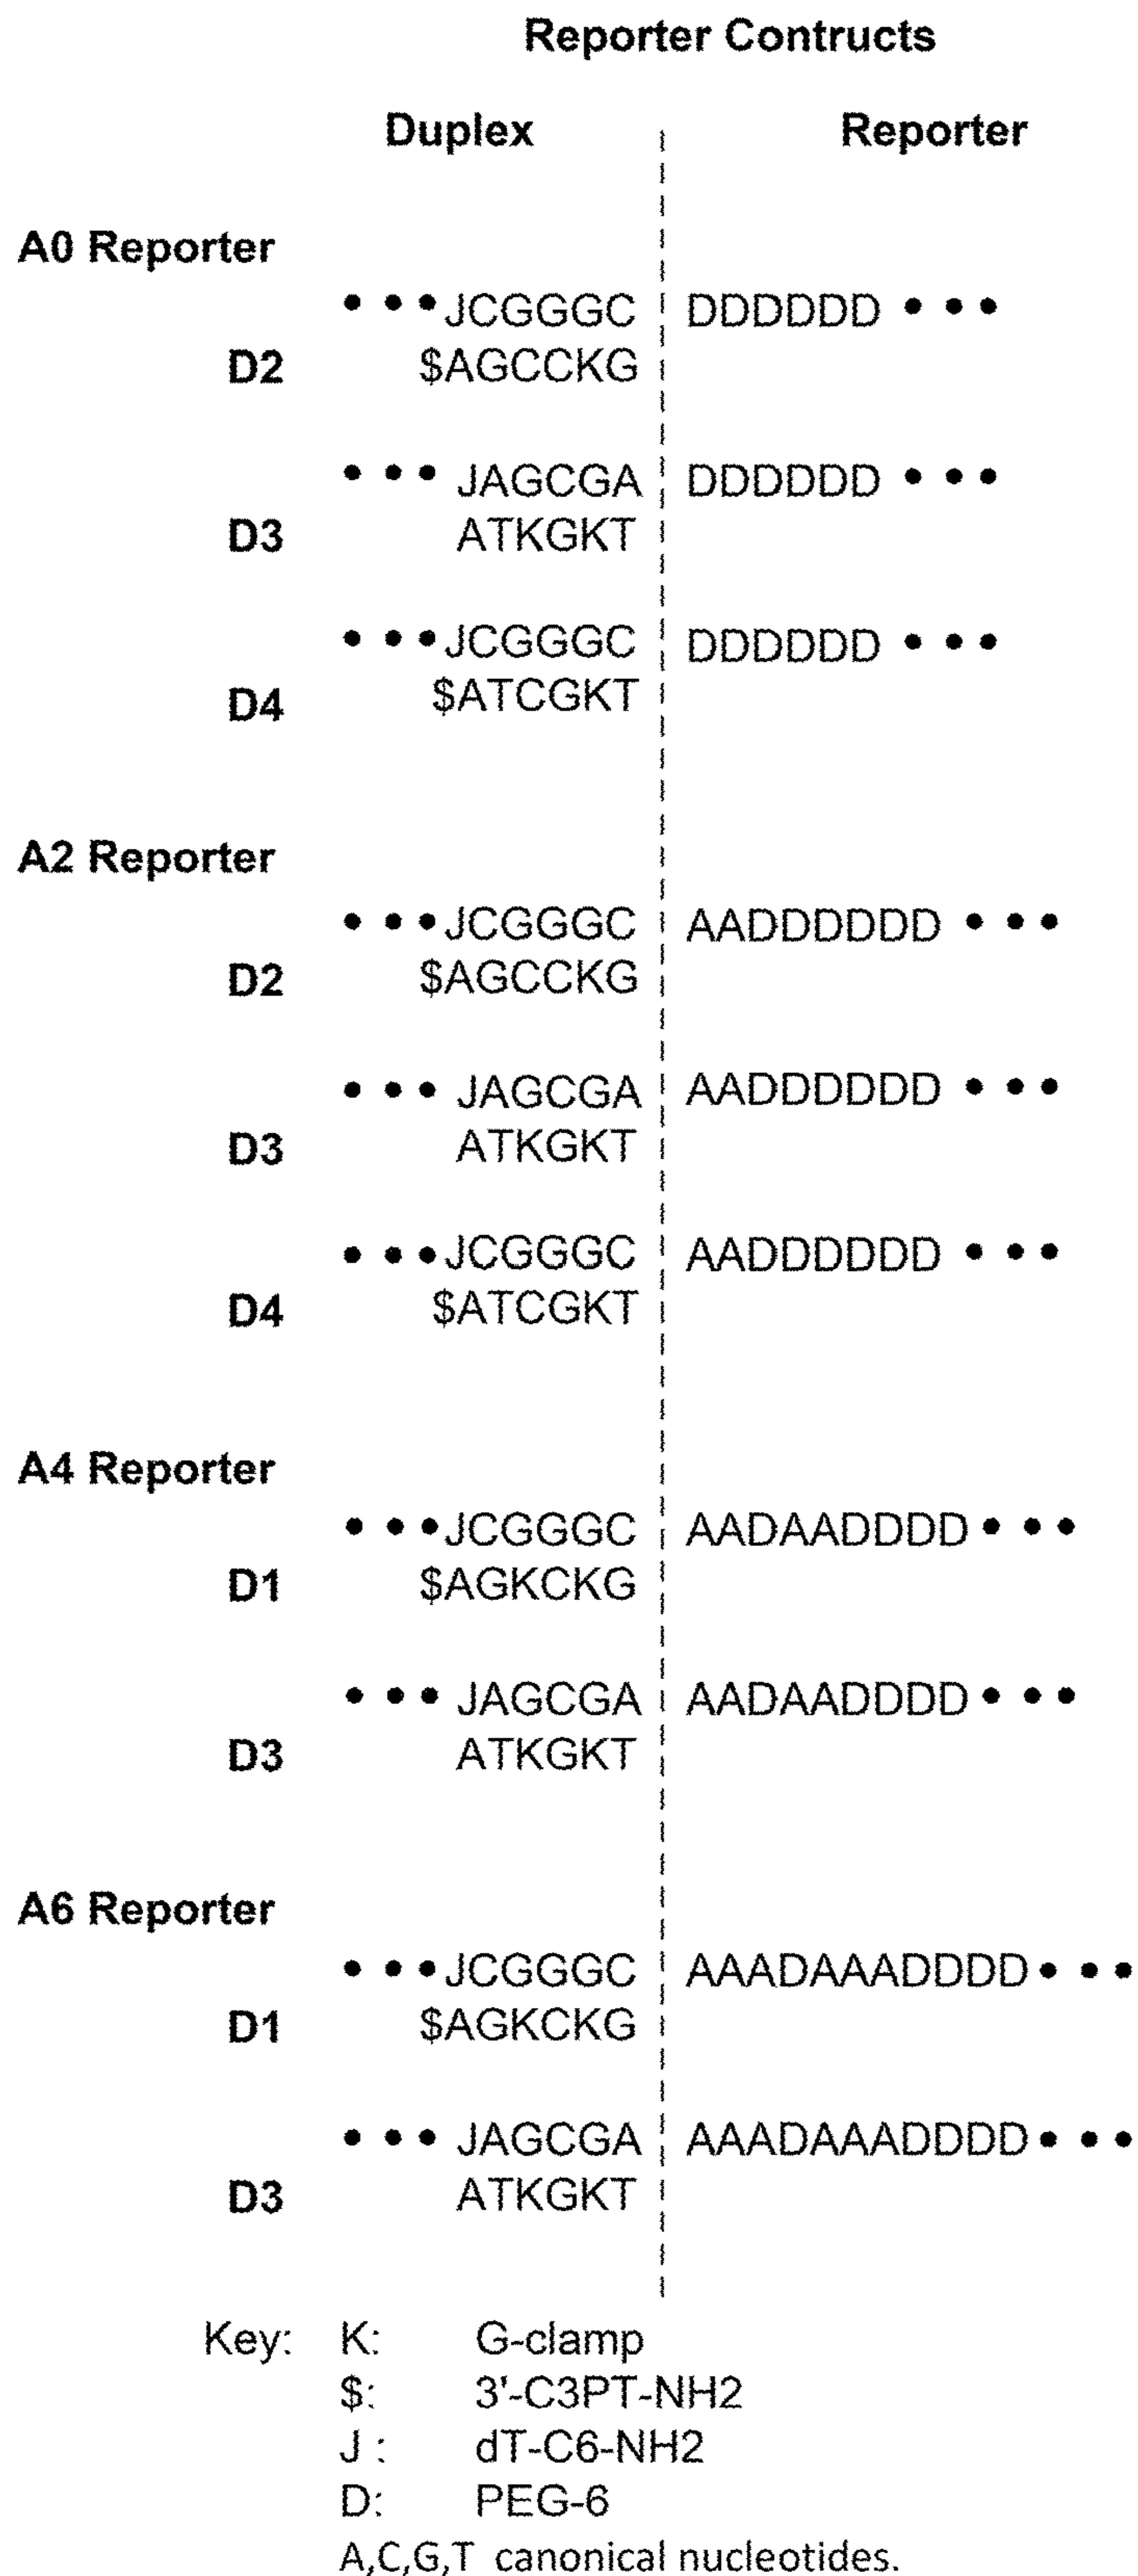 Reporter Contructs
Duplex Reporter
A0 Reporter
• • •JCGGGC DDDDDD • • •
D2 $AGCCKG
• • • JAGCGA DDDDDD • • •
D3 ATKGKT
• • •JCGGGC DDDDDD • • •
D4 $ATCGKT
A2 Reporter
• • •JCGGGC AADDDDDD • • •
D2 $AGCCKG
• • • JAGCGA AADDDDDD • • •
D3 ATKGKT
• • •JCGGGC AADDDDDD • • •
D4 $ATCGKT
A4 Reporter
• • •JCGGGC AADAADDDD • • •
D1 $AGKCKG
• • • JAGCGA AADAADDDD • • •
D3 ATKGKT
A6 Reporter
• • •JCGGGC AAADAAADDDD • • •
D1 $AGKCKG
• • • JAGCGA AAADAAADDDD • • •
D3 ATKGKT
Key: K: G-clamp
$: 3'-C3PT-NH2
J : dT-C6-NH2
D: PEG-6
A,C,G,T canonical nucleotides.